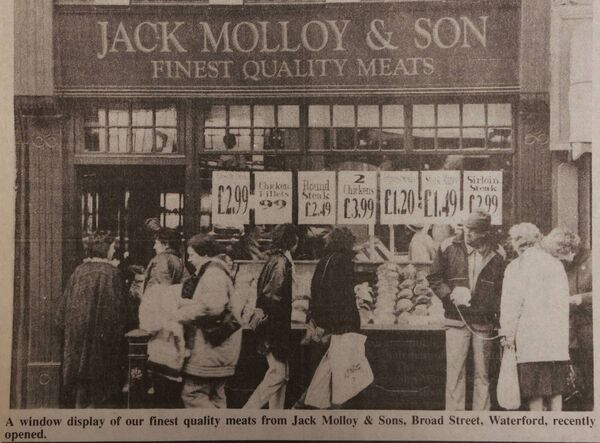 JACK MOLLOY & SON
FINEST QUALITY MEATS
£2.99
Chicken
Fillets
99
Round
Steak
£2.49
2
Chickens
£3.99
£1.20
£1.49
Sirloin
Steak
£2.99
A window display of our finest quality meats from Jack Molloy & Sons, Broad Street, Waterford, recently
opened.